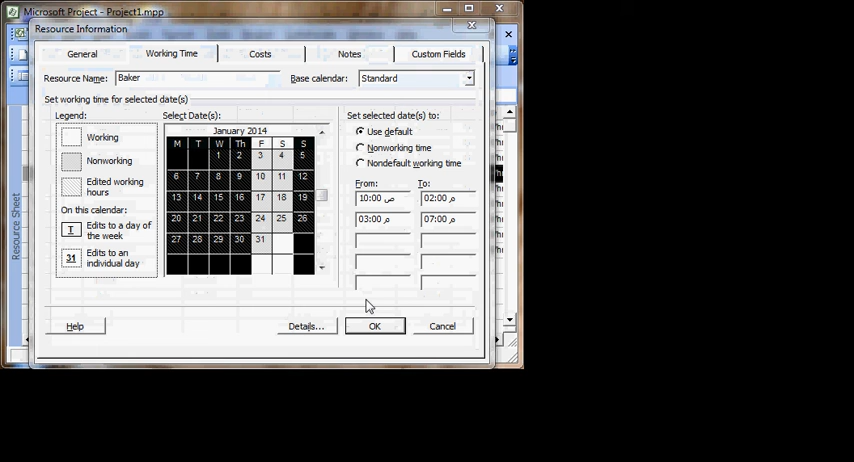 Microsoft Project - Project1.mpp
Resource Information
General Working Time Costs Notes Custom Fields
Resource Name: Baker Base calendar: Standard
Set working time for selected date(s)
Legend: Select Date(s): Set selected date(s) to:
January 2014
M T W Th F S S
1 2 3 4 5
6 7 8 9 10 11 12
13 14 15 16 17 18 19
20 21 22 23 24 25 26
27 28 29 30 31
Working
Nonworking
Edited working
hours
On this calendar:
T Edits to a day of
the week
31 Edits to an
individual day
Use default
Nonworking time
Nondefault working time
From: To:
10:00 ص 02:00 م
03:00 م 07:00 م
Help Details... OK Cancel
Resource Sheet